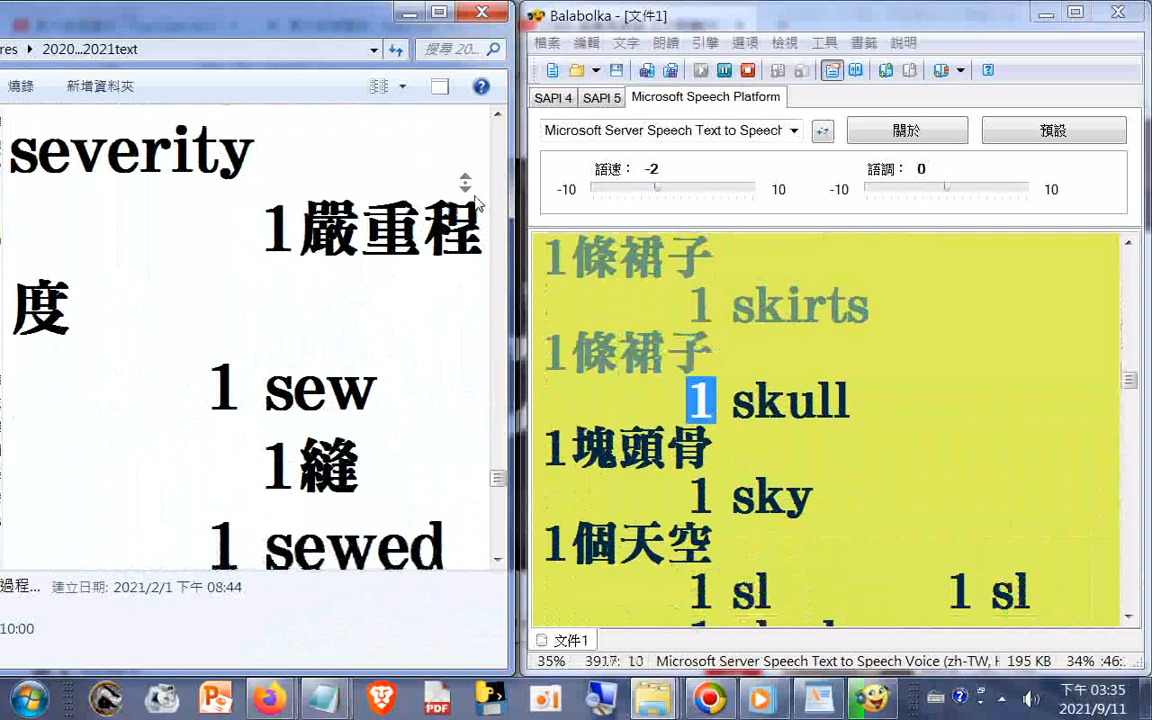 res ▸ 2020...2021text
搜尋 20...
燒錄 新增資料夾
severity
1嚴重程
度
1 sew
1縫
1 sewed
過程... 建立日期: 2021/2/1 下午 08:44
10:00
Balabolka - [文件1]
檔案 編輯 文字 朗讀 引擎 選項 檢視 工具 書籤 說明
SAPI 4 SAPI 5 Microsoft Speech Platform
Microsoft Server Speech Text to Speech
關於 預設
語速: -2 語調: 0
-10 10 -10 10
1條裙子
1 skirts
1條裙子
1 skull
1塊頭骨
1 sky
1個天空
1 sl 1 sl
文件1
35% 3917: 13 Microsoft Server Speech Text to Speech Voice (zh-TW, H 195 KB 34% :46:
PDF
下午 03:35
2021/9/11